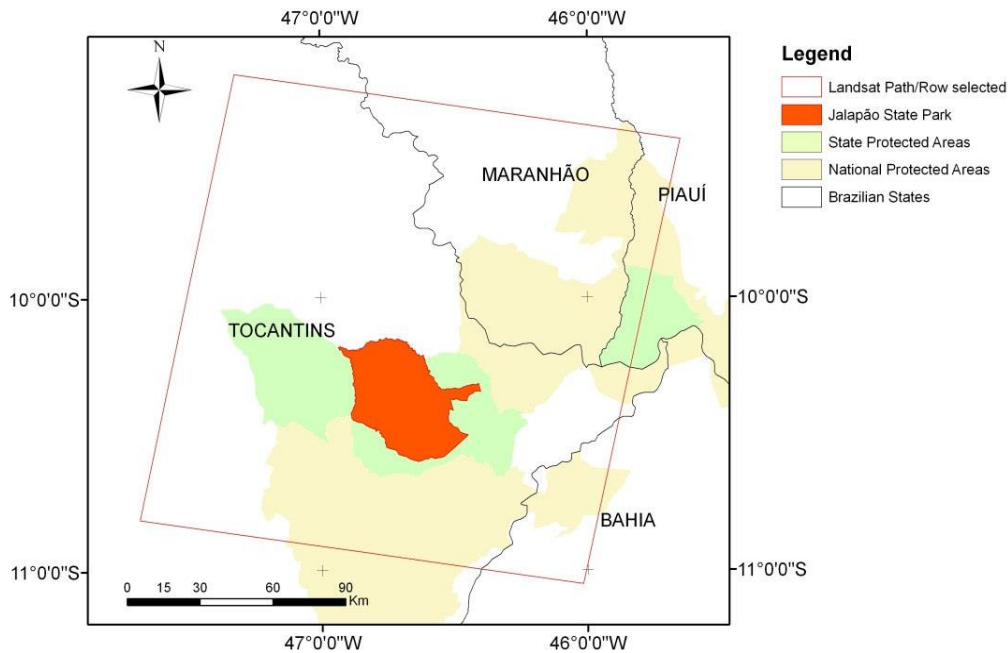 47°0'0"W 46°0'0"W
N
Legend
Landsat Path/Row selected
Jalapão State Park
State Protected Areas
National Protected Areas
Brazilian States
MARANHÃO
PIAUÍ
10°0'0"S 10°0'0"S
TOCANTINS
BAHIA
11°0'0"S 11°0'0"S
0 15 30 60 90
Km
47°0'0"W 46°0'0"W